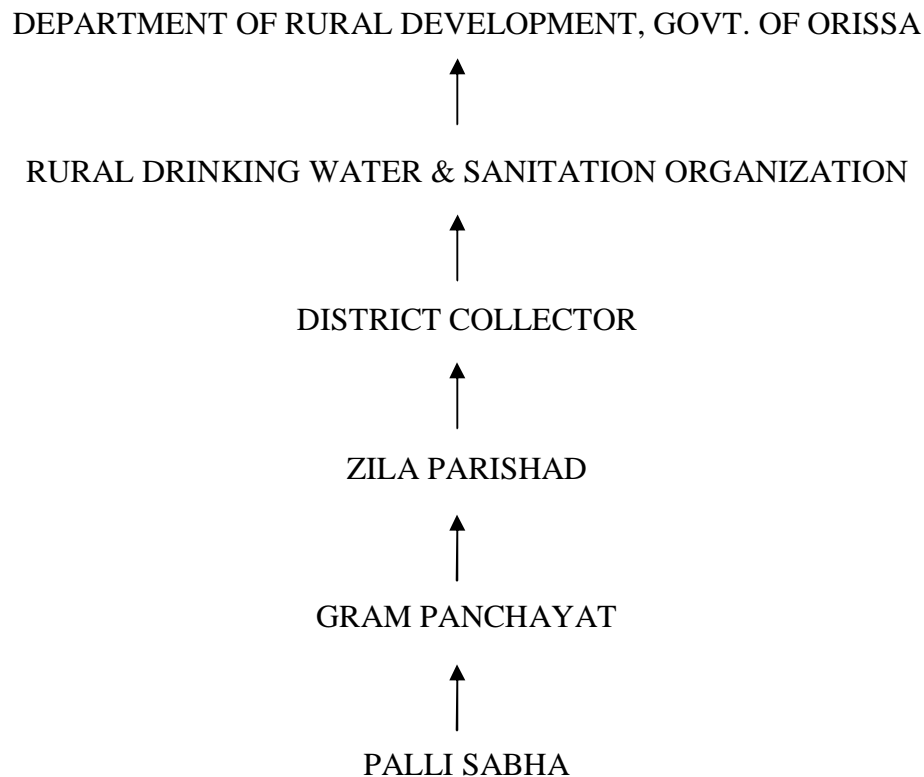 DEPARTMENT OF RURAL DEVELOPMENT, GOVT. OF ORISSA
RURAL DRINKING WATER & SANITATION ORGANIZATION
DISTRICT COLLECTOR
ZILA PARISHAD
GRAM PANCHAYAT
PALLI SABHA